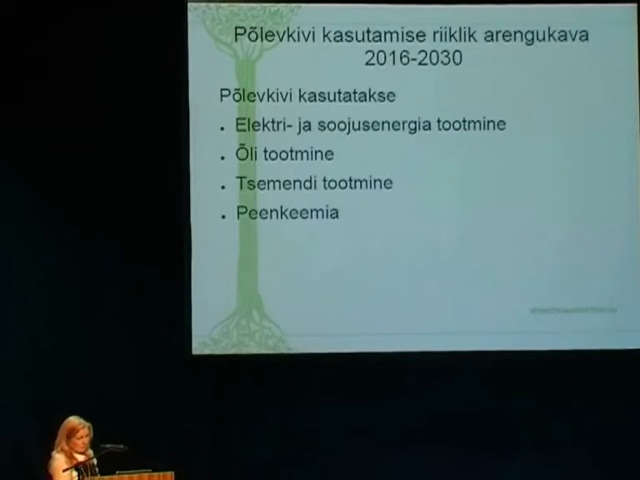 Põlevkivi kasutamise riiklik arengukava
2016-2030
Põlevkivi kasutatakse
. Elektri- ja soojusenergia tootmine
. Õli tootmine
. Tsemendi tootmine
. Peenkeemia